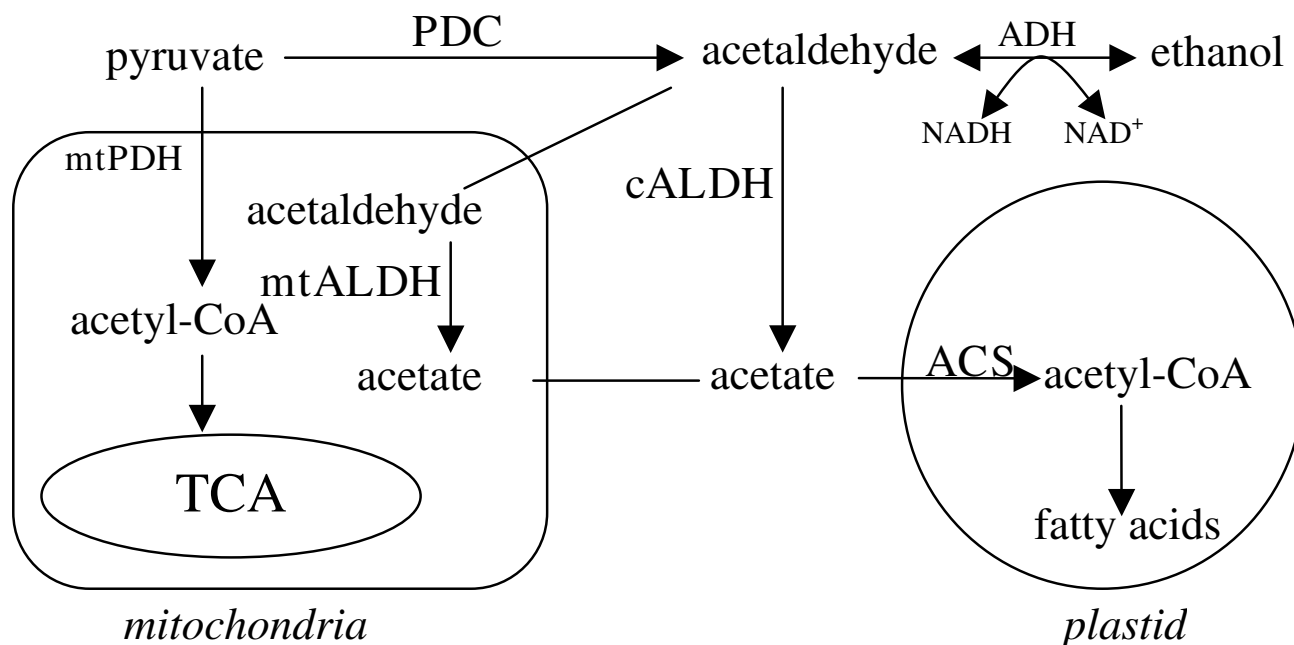 PDC
pyruvate
acetaldehyde
ADH
ethanol
NADH
NAD⁺
mtPDH
cALDH
acetaldehyde
mtALDH
acetyl-CoA
acetate
acetate
ACS
acetyl-CoA
TCA
fatty acids
mitochondria
plastid